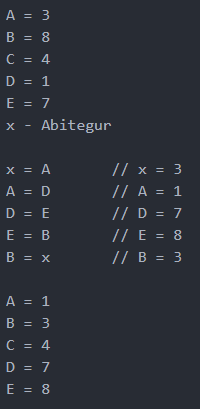 A = 3
B = 8
C = 4
D = 1
E = 7
x - Abitegur

x = A      // x = 3
A = D      // A = 1
D = E      // D = 7
E = B      // E = 8
B = x      // B = 3

A = 1
B = 3
C = 4
D = 7
E = 8